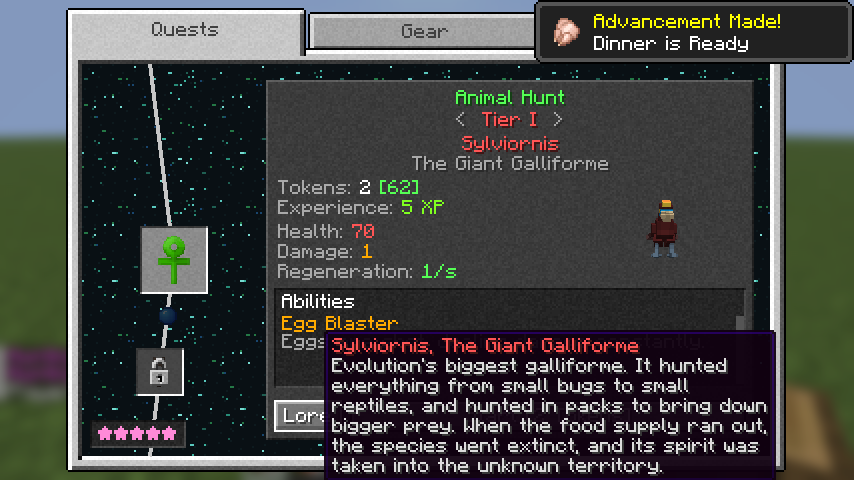 Quests
Gear
Advancement Made!
Dinner is Ready
Animal Hunt
< Tier I >
Sylviornis
The Giant Galliforme
Tokens: 2 [62]
Experience: 5 XP
Health: 70
Damage: 1
Regeneration: 1/s
Abilities
Egg Blaster
Eggs
Lore
Sylviornis, The Giant Galliforme
Evolution's biggest galliforme. It hunted
everything from small bugs to small
reptiles, and hunted in packs to bring down
bigger prey. When the food supply ran out,
the species went extinct, and its spirit was
taken into the unknown territory.